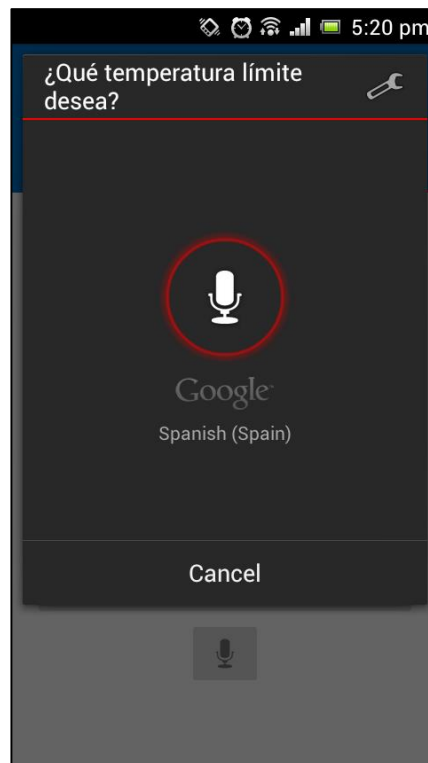 5:20 pm
¿Qué temperatura límite
desea?
Google
Spanish (Spain)
Cancel